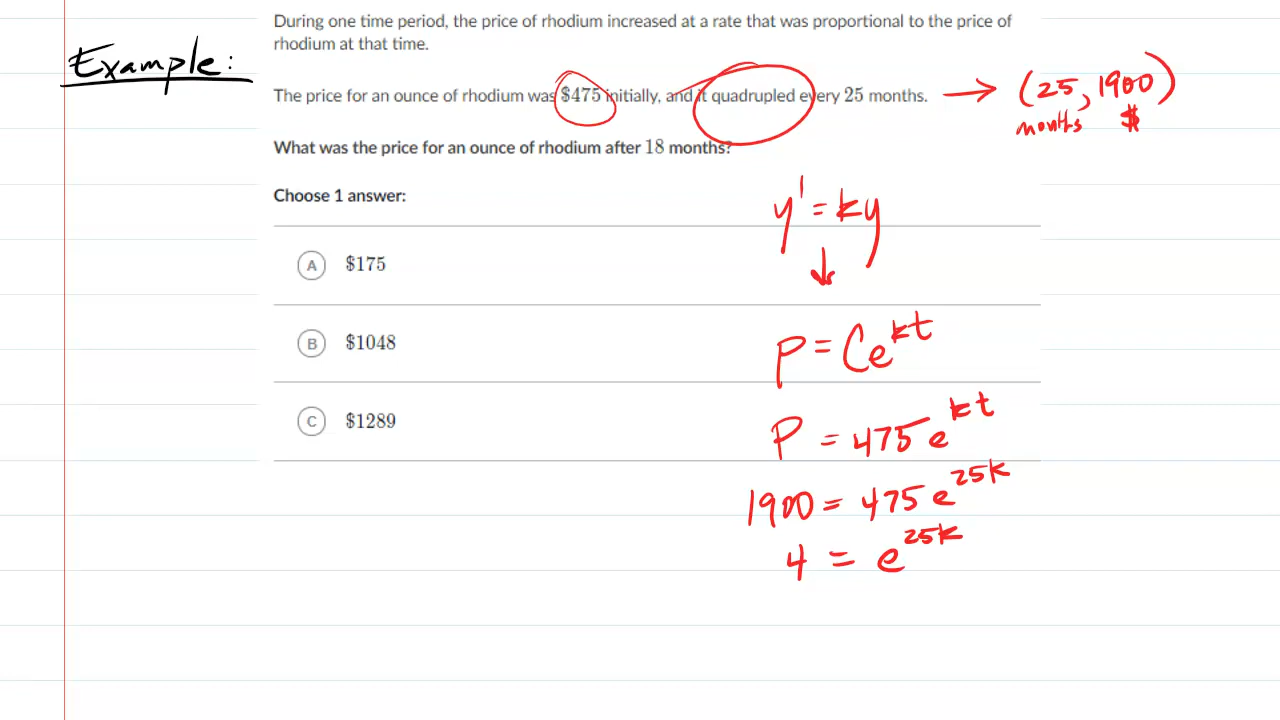 During one time period, the price of rhodium increased at a rate that was proportional to the price of
rhodium at that time.
Example:
The price for an ounce of rhodium was $475 initially, and it quadrupled every 25 months. → (25, 1900)
months $
What was the price for an ounce of rhodium after 18 months?
Choose 1 answer:
y' = ky
A $175
↓
B $1048
P = Ce^{kt}
C $1289
P = 475e^{kt}
1900 = 475e^{25k}
4 = e^{25k}